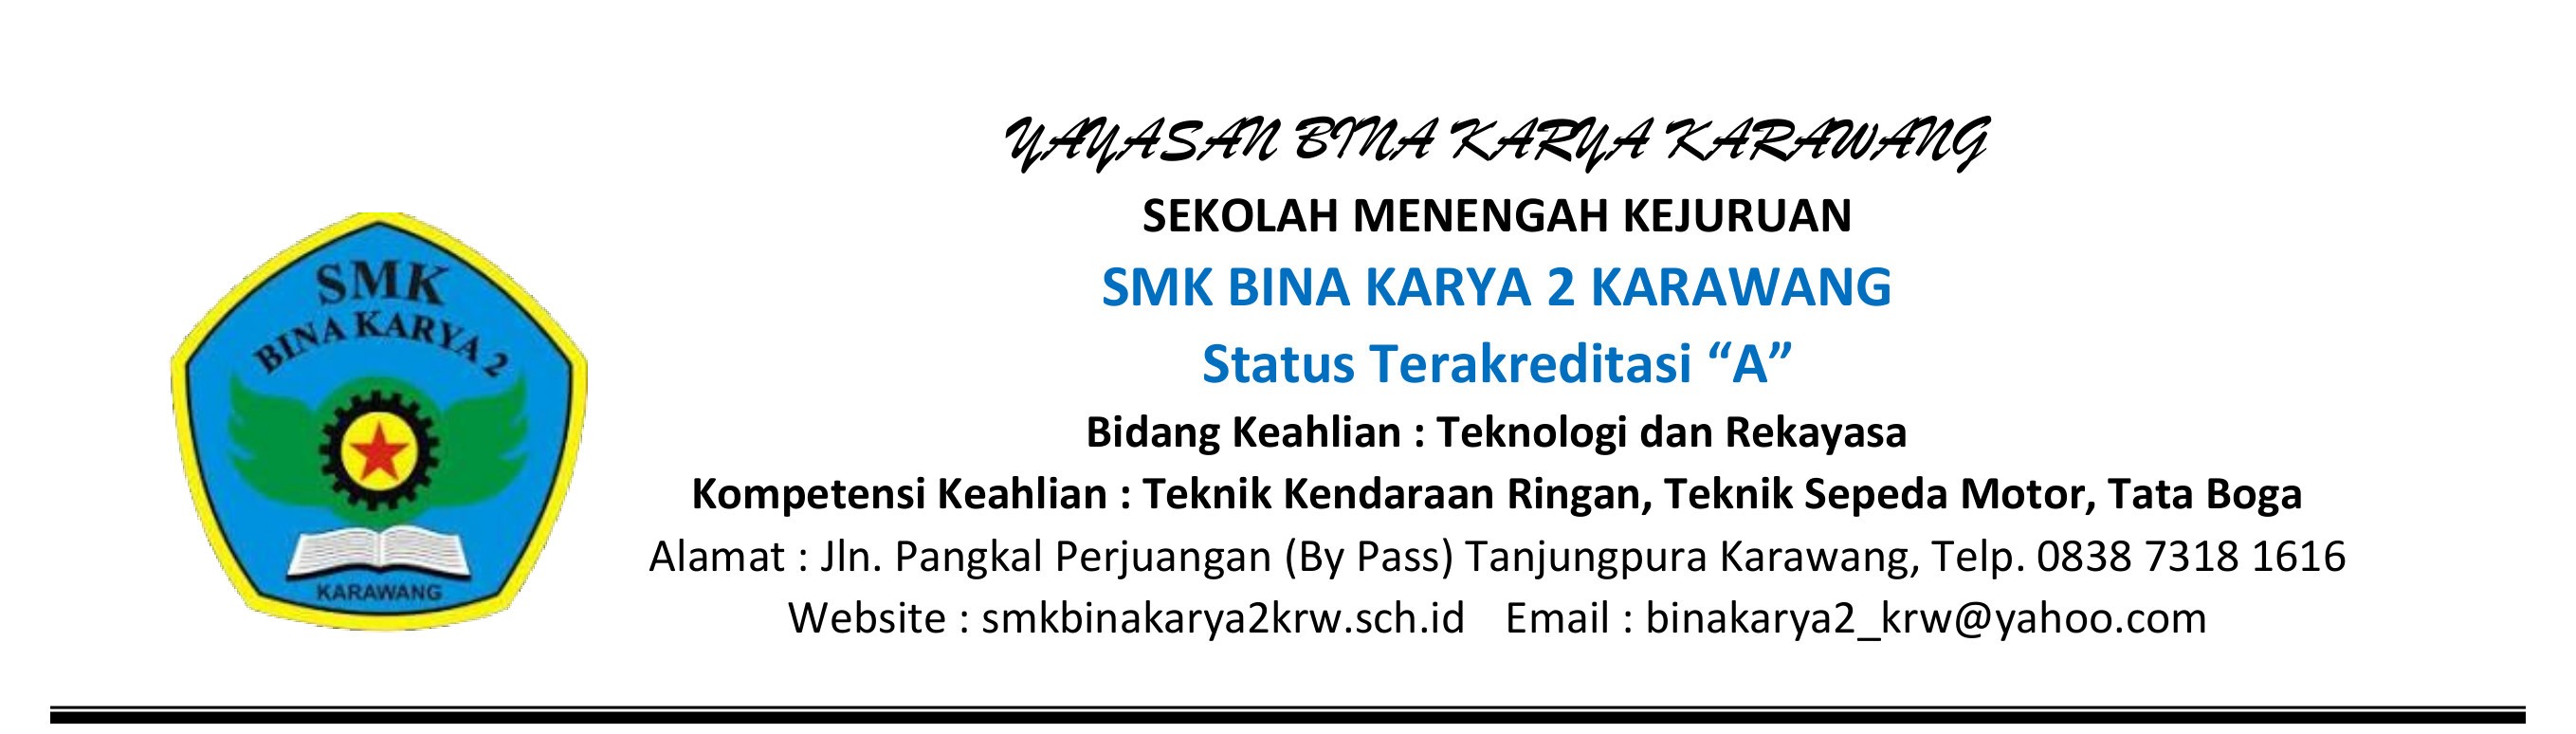 YAYASAN BINA KARYA KARAWANG
SEKOLAH MENENGAH KEJURUAN
SMK BINA KARYA 2 KARAWANG
Status Terakreditasi “A”
Bidang Keahlian : Teknologi dan Rekayasa
Kompetensi Keahlian : Teknik Kendaraan Ringan, Teknik Sepeda Motor, Tata Boga
Alamat : Jln. Pangkal Perjuangan (By Pass) Tanjungpura Karawang, Telp. 0838 7318 1616
Website : smkbinakarya2krw.sch.id Email : binakarya2_krw@yahoo.com
SMK
BINA KARYA 2
KARAWANG